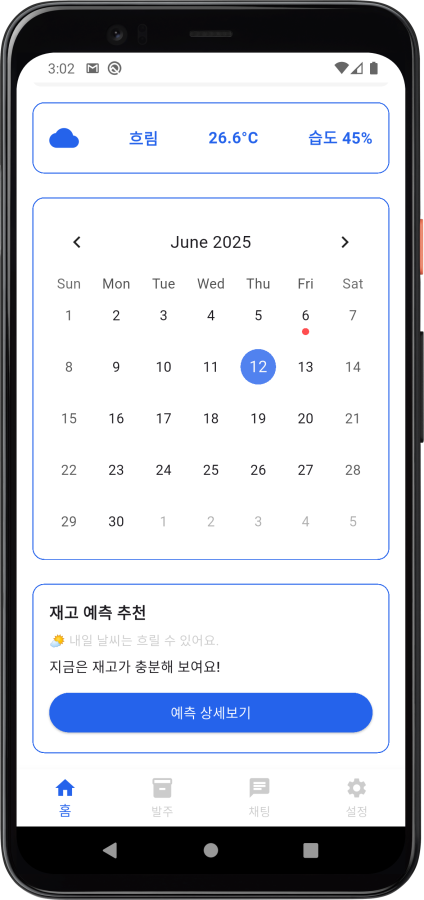 3:02
흐림 26.6°C 습도 45%
June 2025
Sun Mon Tue Wed Thu Fri Sat
1 2 3 4 5 6 7
8 9 10 11 12 13 14
15 16 17 18 19 20 21
22 23 24 25 26 27 28
29 30 1 2 3 4 5
재고 예측 추천
내일 날씨는 흐릴 수 있어요.
지금은 재고가 충분해 보여요!
예측 상세보기
홈 발주 채팅 설정